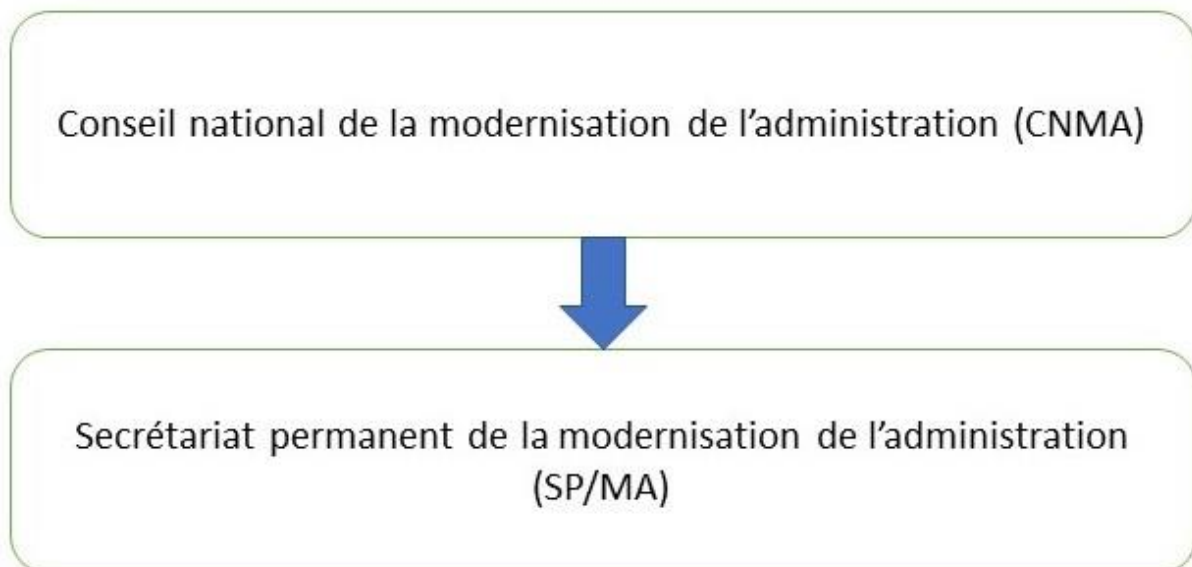 Conseil national de la modernisation de l’administration (CNMA)
Secrétariat permanent de la modernisation de l’administration
(SP/MA)